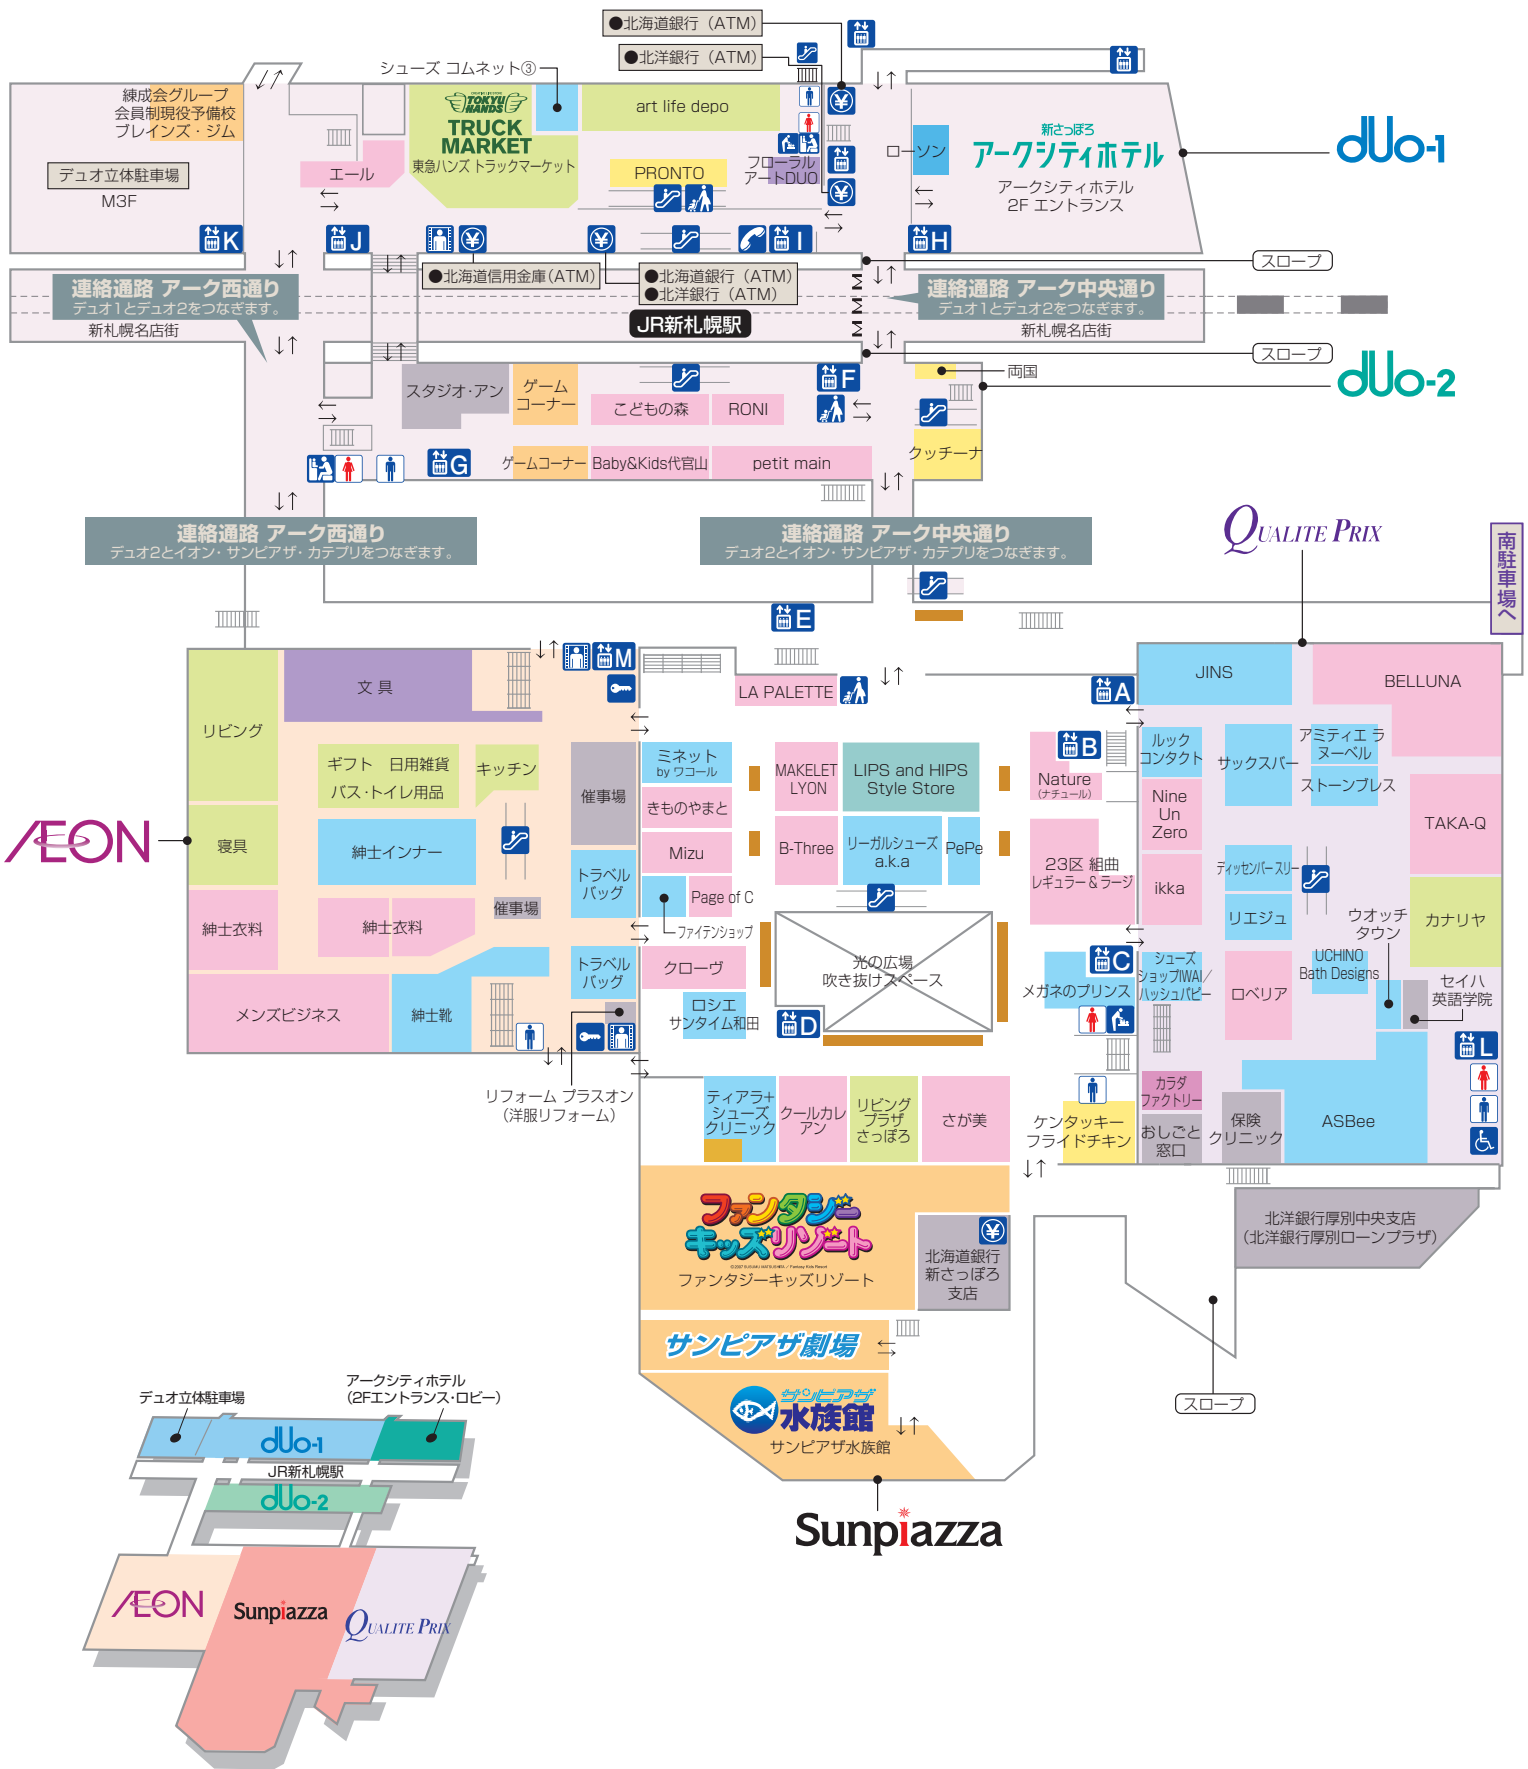 ●北海道銀行（ATM）
●北洋銀行（ATM）
シューズ コムネット③
練成会グループ
会員制現役予備校
ブレインズ・ジム
デュオ立体駐車場
M3F
エール
TOKYU
HANDS
TRUCK
MARKET
東急ハンズ トラックマーケット
art life depo
PRONTO
フローラル
アートDUO
ローソン
新さっぽろ
アークシティホテル
アークシティホテル
2F エントランス
duo-1
K
J
I
H
●北海道信用金庫（ATM）
●北海道銀行（ATM）
●北洋銀行（ATM）
スロープ
連絡通路 アーク西通り
デュオ1とデュオ2をつなぎます。
新札幌名店街
JR新札幌駅
連絡通路 アーク中央通り
デュオ1とデュオ2をつなぎます。
新札幌名店街
スロープ
duo-2
スタジオ・アン
ゲーム
コーナー
こどもの森
RONI
F
両国
G
ゲームコーナー
Baby&Kids代官山
petit main
クッチーナ
連絡通路 アーク西通り
デュオ2とイオン・サンピアザ・カテプリをつなぎます。
連絡通路 アーク中央通り
デュオ2とイオン・サンピアザ・カテプリをつなぎます。
QUALITE PRIX
南駐車場へ
E
M
A
文具
リビング
ギフト　日用雑貨
バス・トイレ用品
キッチン
催事場
寝具
紳士インナー
トラベル
バッグ
催事場
紳士衣料
紳士衣料
トラベル
バッグ
メンズビジネス
紳士靴
リフォーム プラスオン
（洋服リフォーム）
AEON
LA PALETTE
ミネット
by ワコール
きものやまと
Mizu
Page of C
ファイテンショップ
クローヴ
ロシエ
サンタイム和田
MAKELET
LYON
LIPS and HIPS
Style Store
B-Three
リーガルシューズ
a.k.a
PePe
光の広場
吹き抜けスペース
D
B
Nature
（ナチュール）
23区 組曲
レギュラー＆ラージ
C
メガネのプリンス
JINS
BELLUNA
ルック
コンタクト
サックスバー
アミティエ ラ
ヌーベル
ストーンブレス
Nine
Un
Zero
TAKA-Q
ikka
ディッセンバースリー
リエジュ
ウオッチ
タウン
カナリヤ
シューズ
ショップIWAI／
ハッシュパピー
ロベリア
UCHINO
Bath Designs
セイハ
英語学院
L
カラダ
ファクトリー
おしごと
窓口
保険
クリニック
ASBee
ティアラ＋
シューズ
クリニック
クールカレ
アン
リビング
プラザ
さっぽろ
さが美
ケンタッキー
フライドチキン
ファンタジー
キッズリゾート
ファンタジーキッズリゾート
北海道銀行
新さっぽろ
支店
北洋銀行厚別中央支店
（北洋銀行厚別ローンプラザ）
サンピアザ劇場
サンピアザ
水族館
サンピアザ水族館
スロープ
Sunpiazza
デュオ立体駐車場
アークシティホテル
（2Fエントランス・ロビー）
duo-1
JR新札幌駅
duo-2
AEON
Sunpiazza
QUALITE PRIX